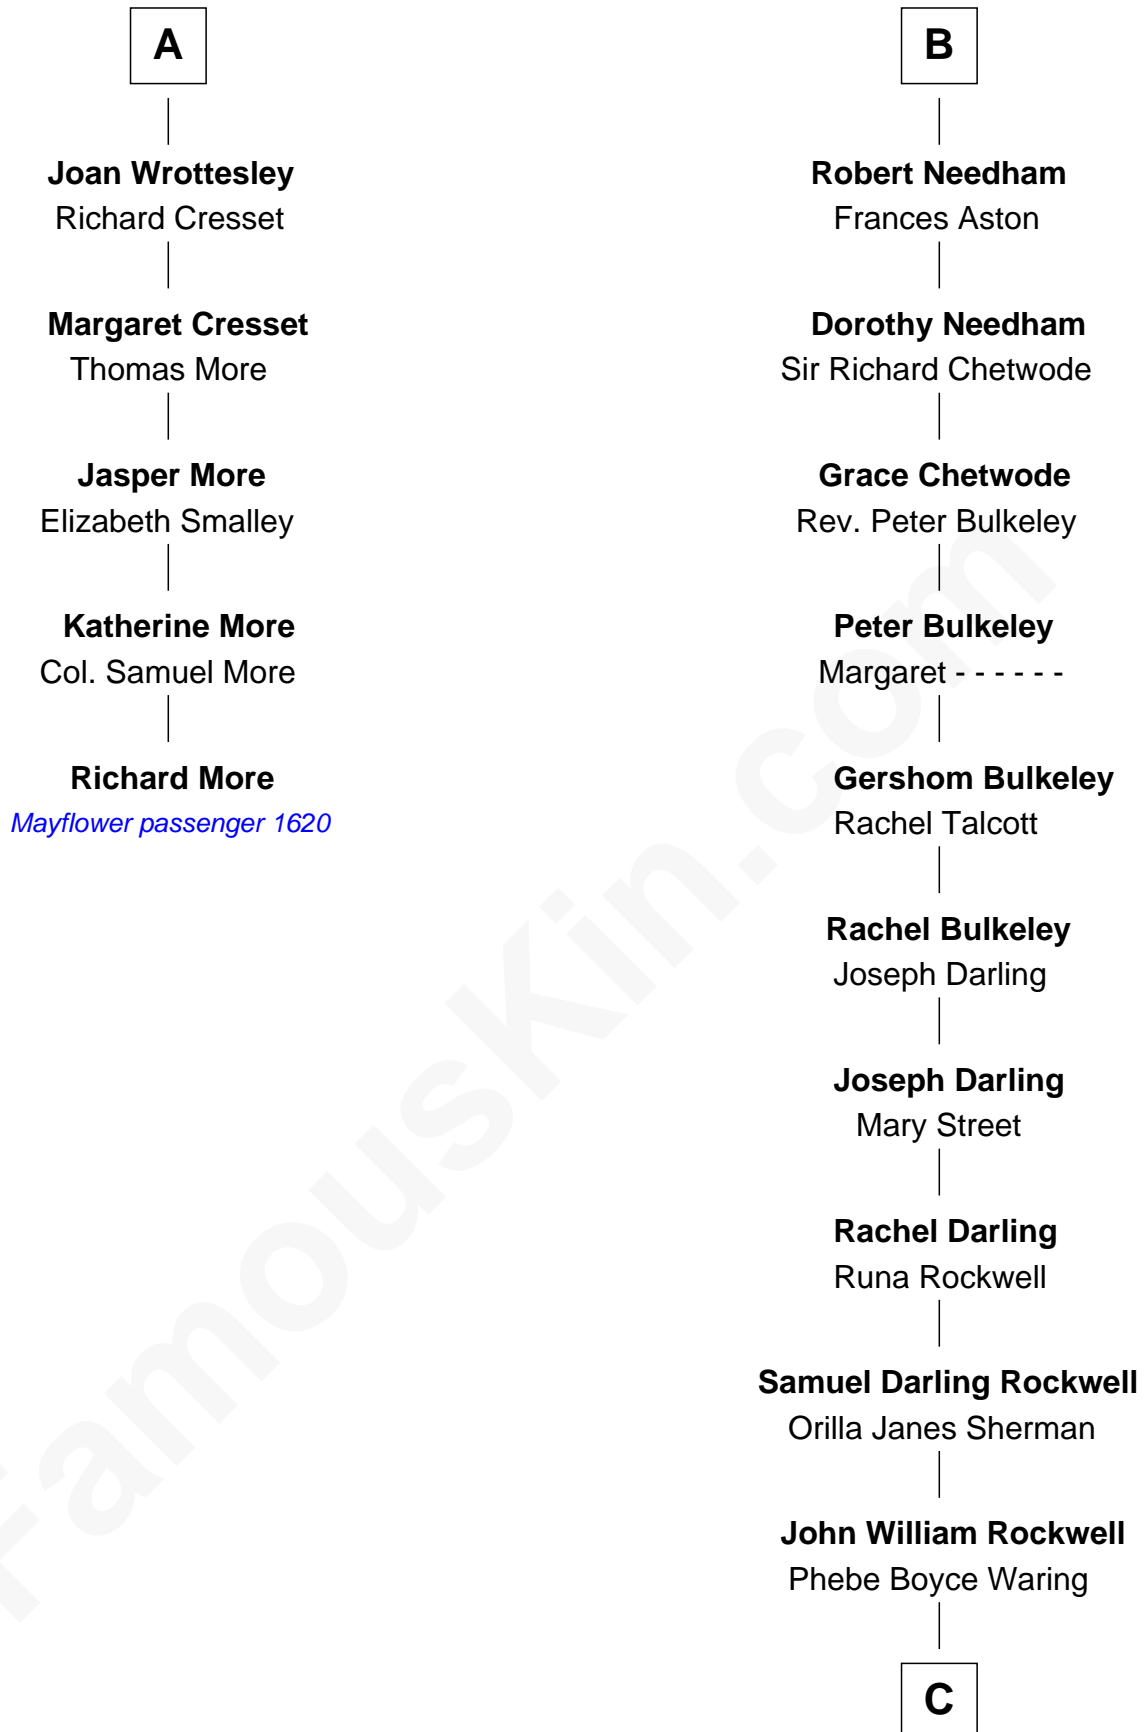 A
Joan Wrottesley
Richard Cresset
Margaret Cresset
Thomas More
Jasper More
Elizabeth Smalley
Katherine More
Col. Samuel More
Richard More
Mayflower passenger 1620
B
Robert Needham
Frances Aston
Dorothy Needham
Sir Richard Chetwode
Grace Chetwode
Rev. Peter Bulkeley
Peter Bulkeley
Margaret - - - - - -
Gershom Bulkeley
Rachel Talcott
Rachel Bulkeley
Joseph Darling
Joseph Darling
Mary Street
Rachel Darling
Runa Rockwell
Samuel Darling Rockwell
Orilla Janes Sherman
John William Rockwell
Phebe Boyce Waring
C
FamousKin.com